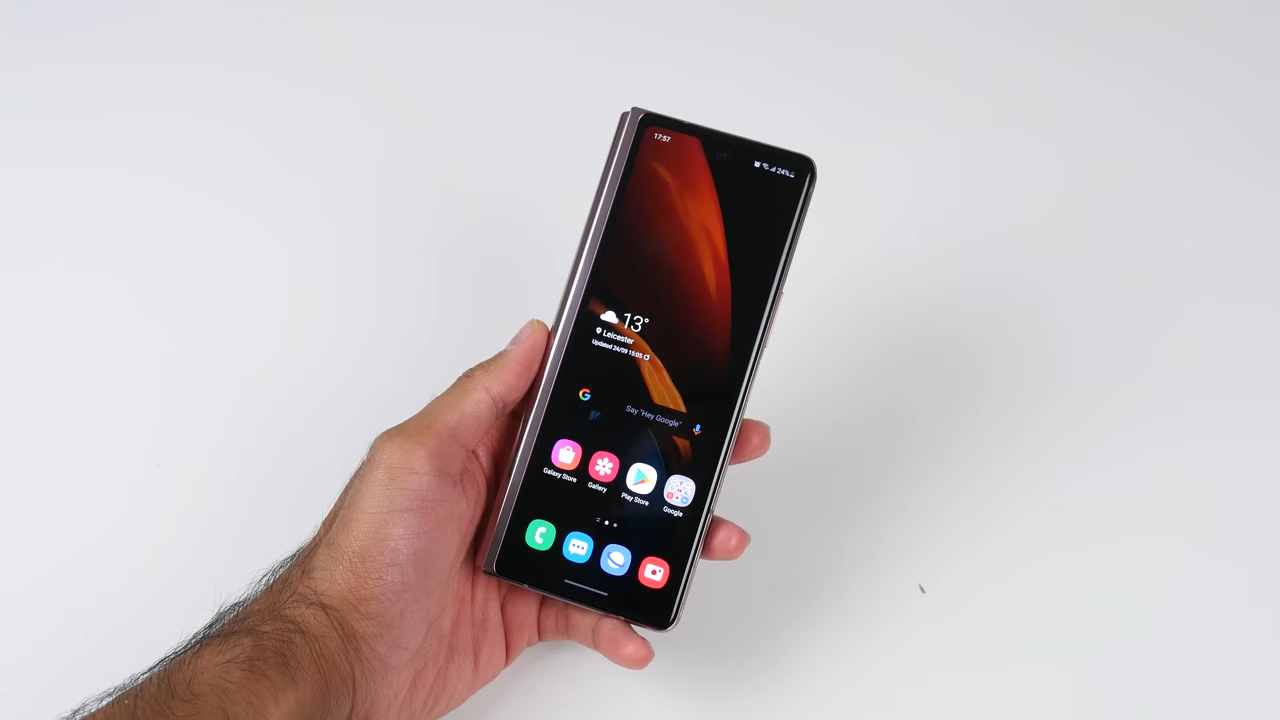 17:57
24%
13°
Leicester
Updated 24/09 15:05
Say "Hey Google"
Galaxy Store
Gallery
Play Store
Google